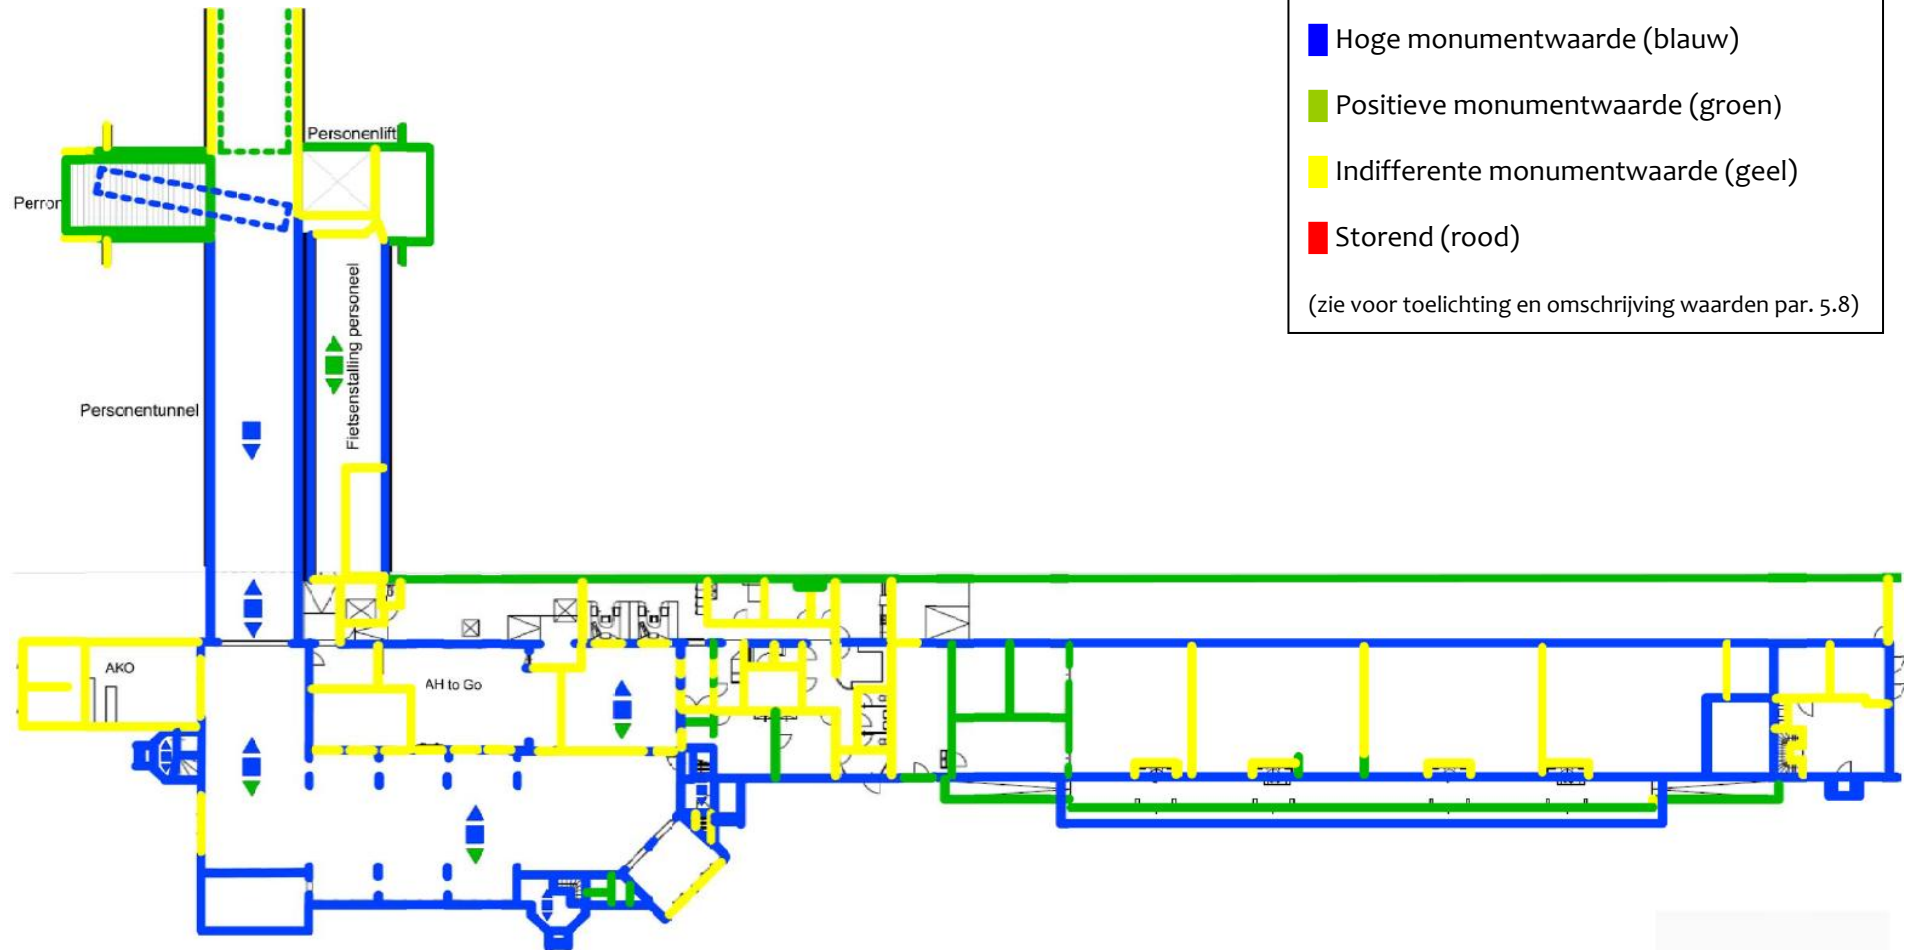 Hoge monumentwaarde (blauw)
Positieve monumentwaarde (groen)
Indifferente monumentwaarde (geel)
Storend (rood)
(zie voor toelichting en omschrijving waarden par. 5.8)
Personenlift
Perron
Fietsenstalling personeel
Personentunnel
AKO
AH to Go